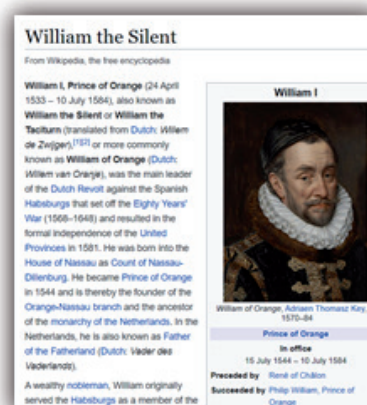 William the Silent
From Wikipedia, the free encyclopedia
William I, Prince of Orange (24 April
1533 – 10 July 1584), also known as
William the Silent or William the
Taciturn (translated from Dutch: Willem
de Zwijger),[1][2] or more commonly
known as William of Orange (Dutch:
Willem van Oranje), was the main leader
of the Dutch Revolt against the Spanish
Habsburgs that set off the Eighty Years'
War (1568–1648) and resulted in the
formal independence of the United
Provinces in 1581. He was born into the
House of Nassau as Count of Nassau-
Dillenburg. He became Prince of Orange
in 1544 and is thereby the founder of the
Orange-Nassau branch and the ancestor
of the monarchy of the Netherlands. In the
Netherlands, he is also known as Father
of the Fatherland (Dutch: Vader des
Vaderlands).
A wealthy nobleman, William originally
served the Habsburgs as a member of the
William I
William of Orange, Adriaen Thomasz Key,
1570–84
Prince of Orange
In office
15 July 1544 – 10 July 1584
Preceded by René of Châlon
Succeeded by Philip William, Prince of
Orange